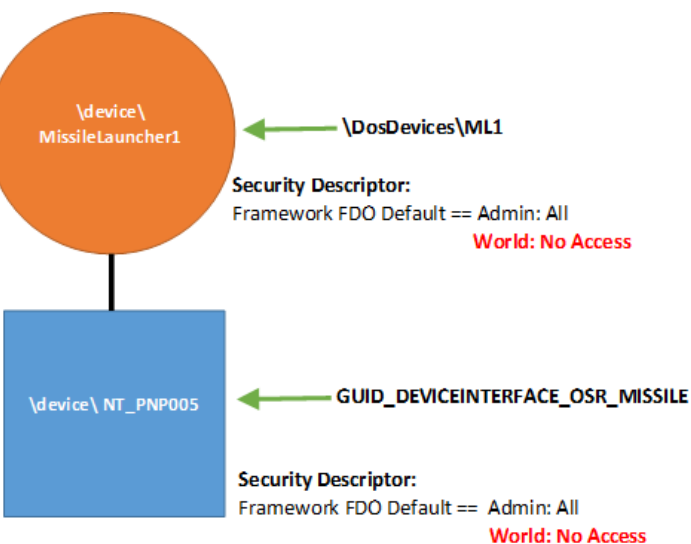 \device\
MissileLauncher1
\DosDevices\ML1
Security Descriptor:
Framework FDO Default == Admin: All
World: No Access
\device\ NT_PNP005
GUID_DEVICEINTERFACE_OSR_MISSILE
Security Descriptor:
Framework FDO Default == Admin: All
World: No Access